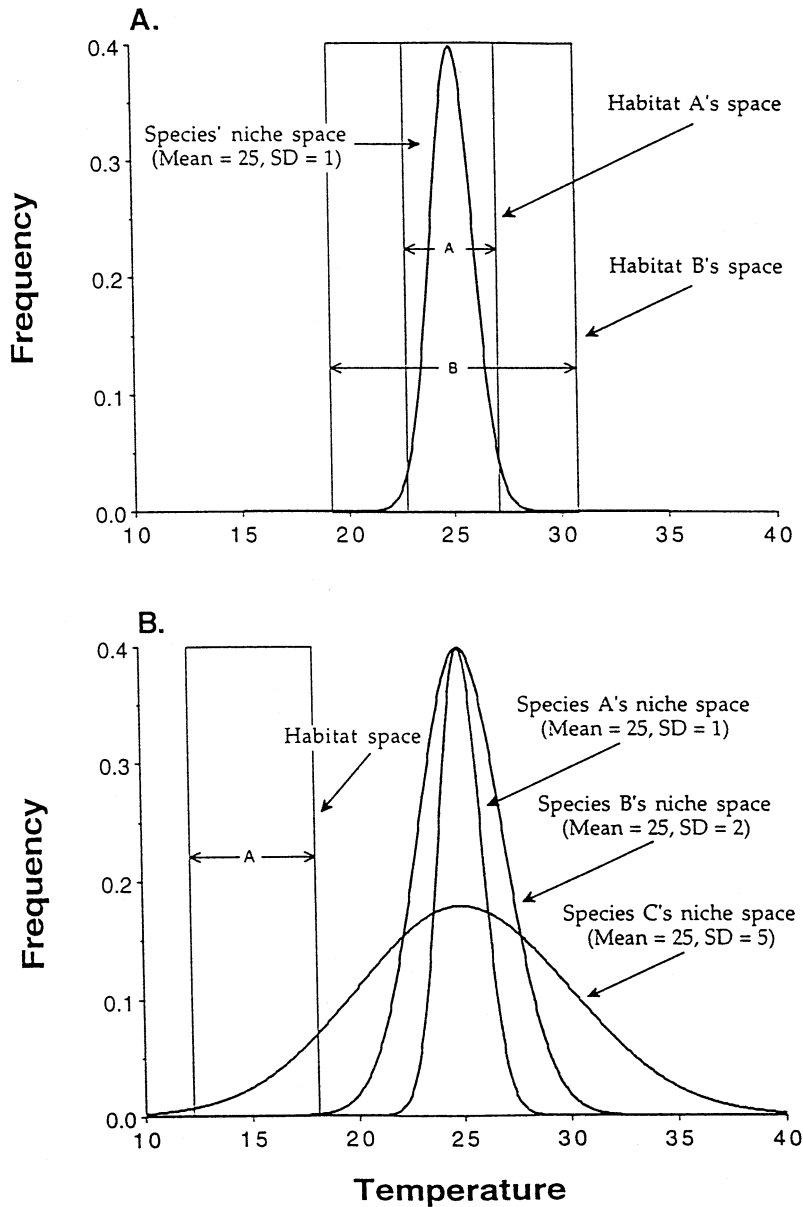 A.
0.4
Habitat A's space
Species' niche space
(Mean = 25, SD = 1)
0.3
A
Habitat B's space
0.2
Frequency
B
0.1
0.0
10 15 20 25 30 35 40
B.
0.4
Species A's niche space
(Mean = 25, SD = 1)
Habitat space
0.3
Species B's niche space
(Mean = 25, SD = 2)
A
0.2
Species C's niche space
(Mean = 25, SD = 5)
Frequency
0.1
0.0
10 15 20 25 30 35 40
Temperature